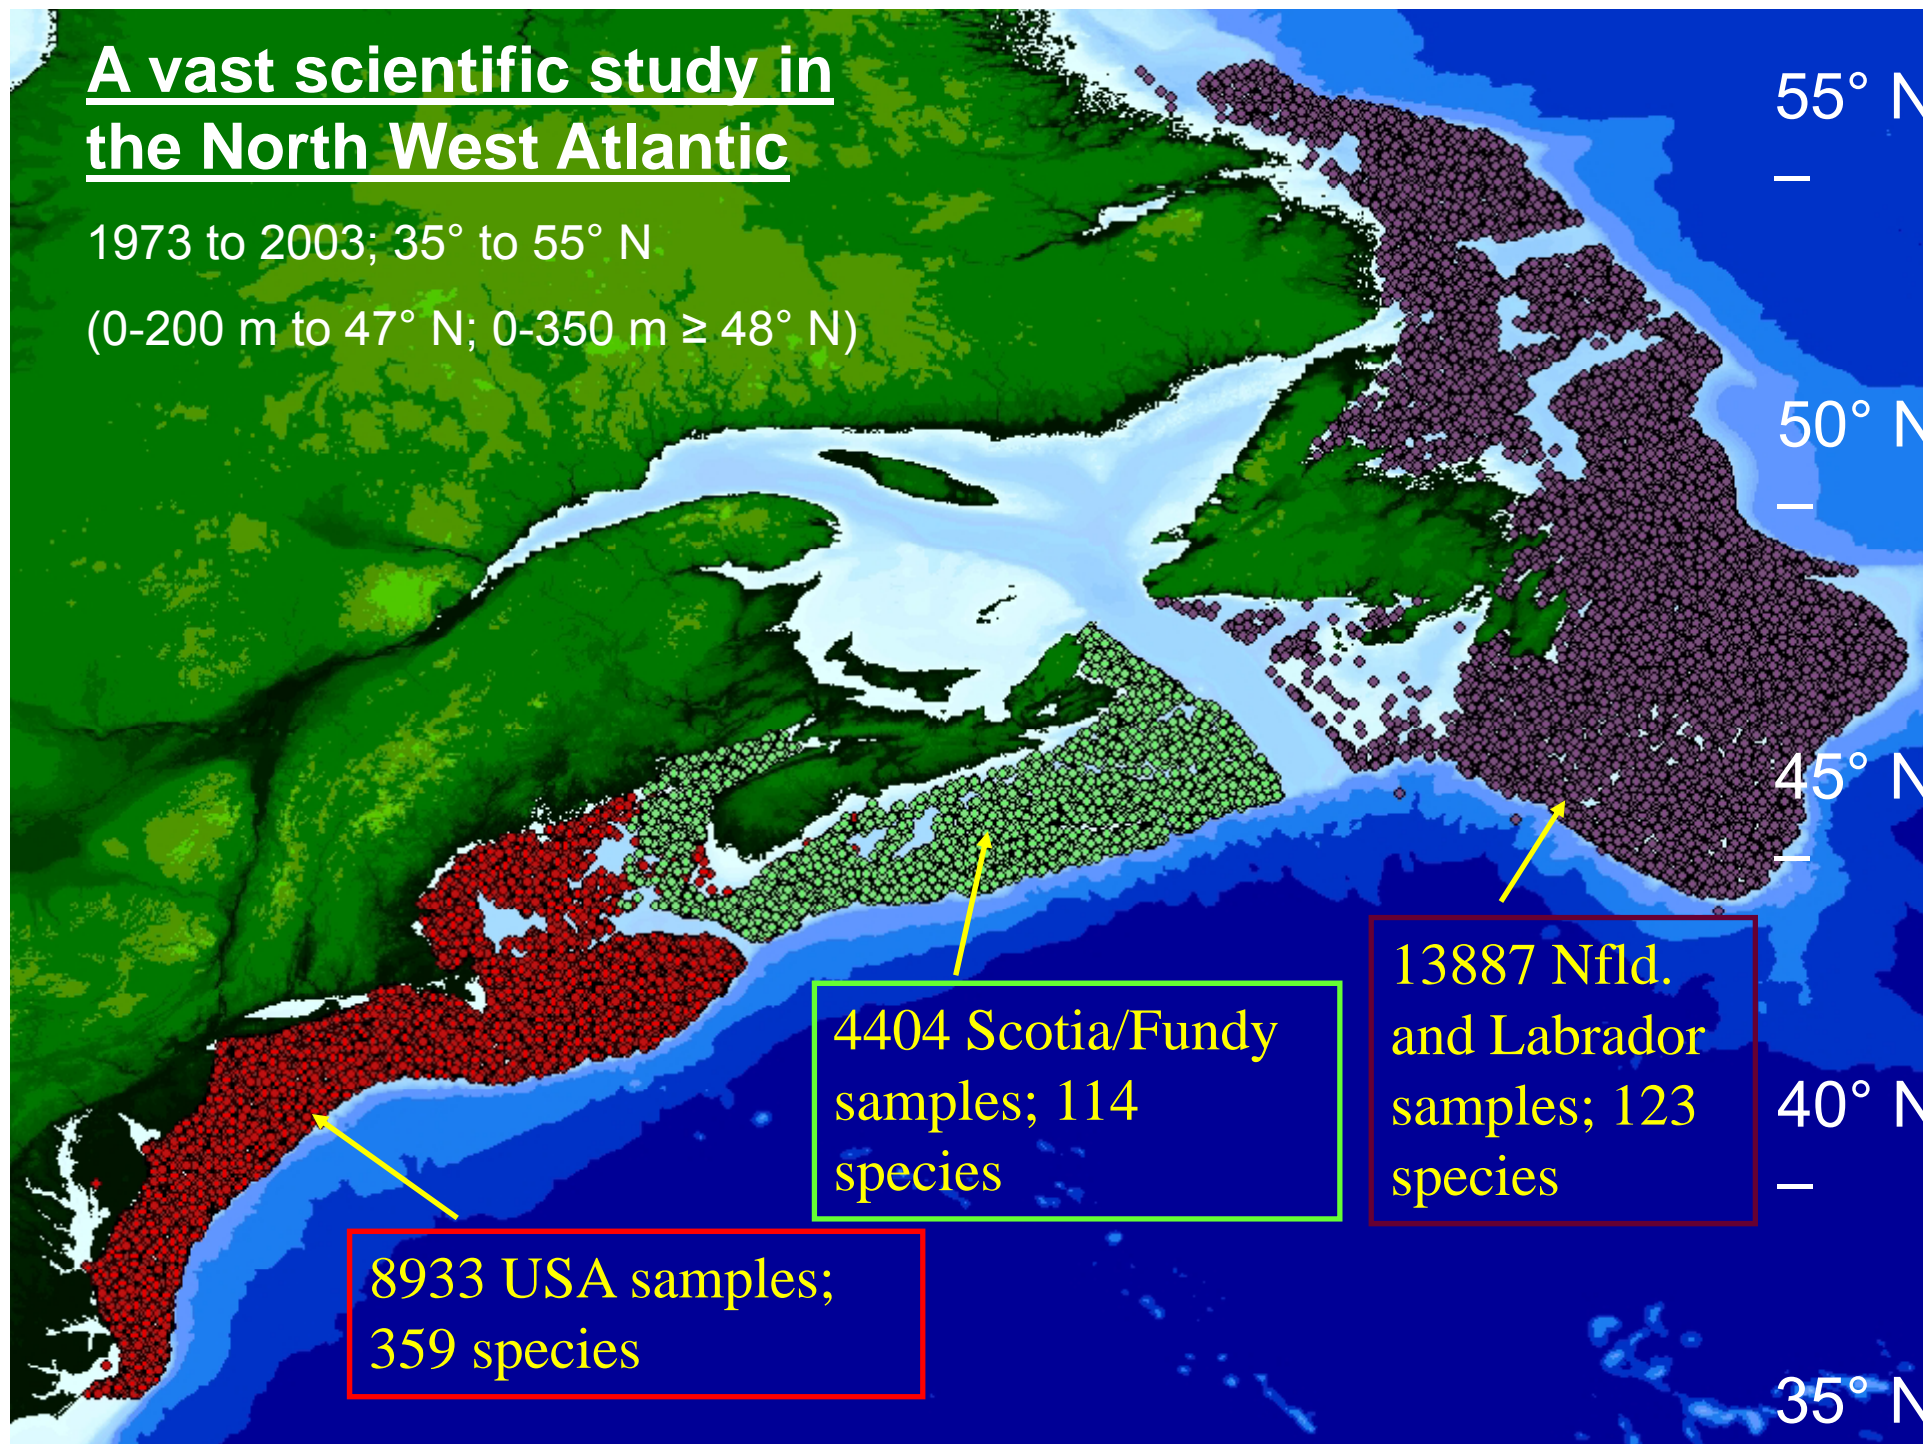 A vast scientific study in
the North West Atlantic
1973 to 2003; 35° to 55° N
(0-200 m to 47° N; 0-350 m ≥ 48° N)
55° N
50° N
45° N
40° N
35° N
13887 Nfld.
and Labrador
samples; 123
species
4404 Scotia/Fundy
samples; 114
species
8933 USA samples;
359 species